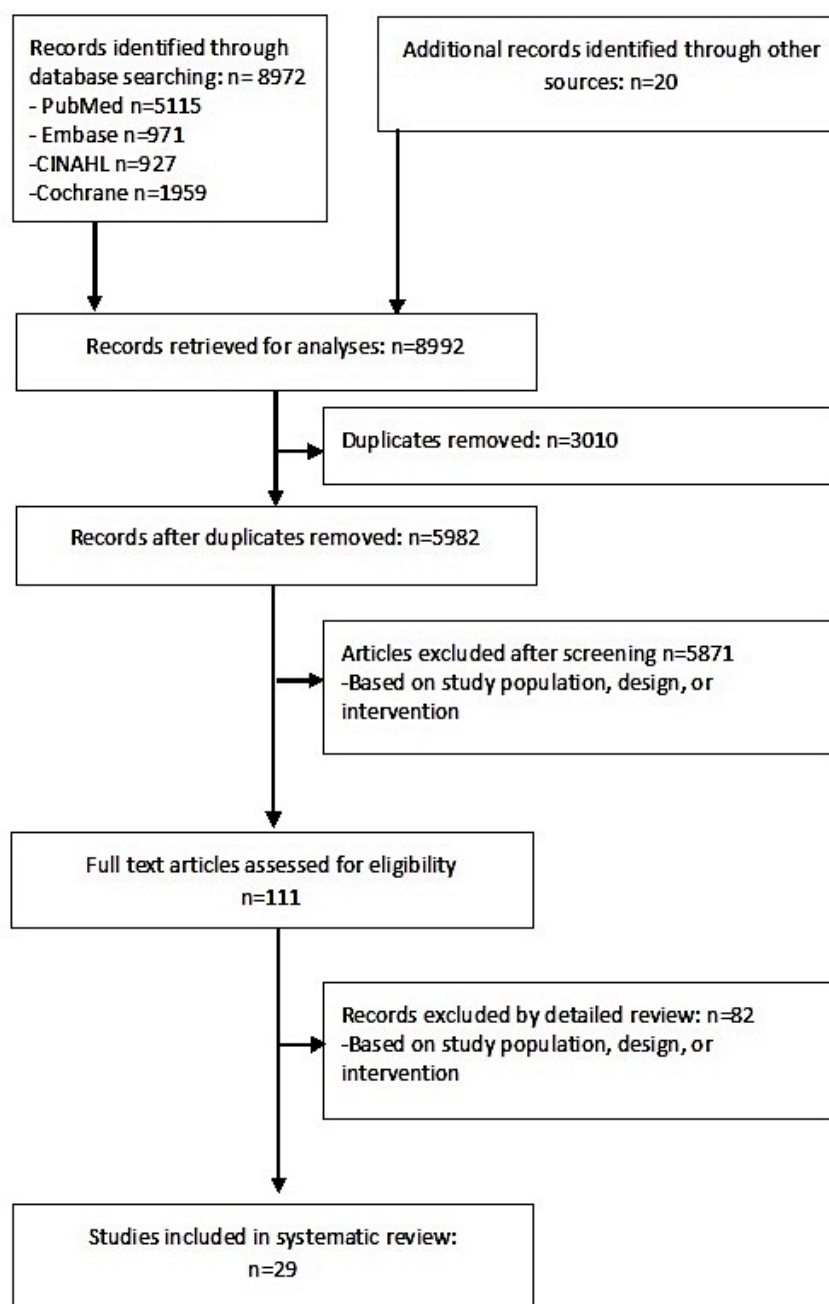 Records identified through
database searching: n= 8972
- PubMed n=5115
- Embase n=971
-CINAHL n=927
-Cochrane n=1959
Additional records identified through other
sources: n=20
Records retrieved for analyses: n=8992
Duplicates removed: n=3010
Records after duplicates removed: n=5982
Articles excluded after screening n=5871
-Based on study population, design, or
intervention
Full text articles assessed for eligibility
n=111
Records excluded by detailed review: n=82
-Based on study population, design, or
intervention
Studies included in systematic review:
n=29